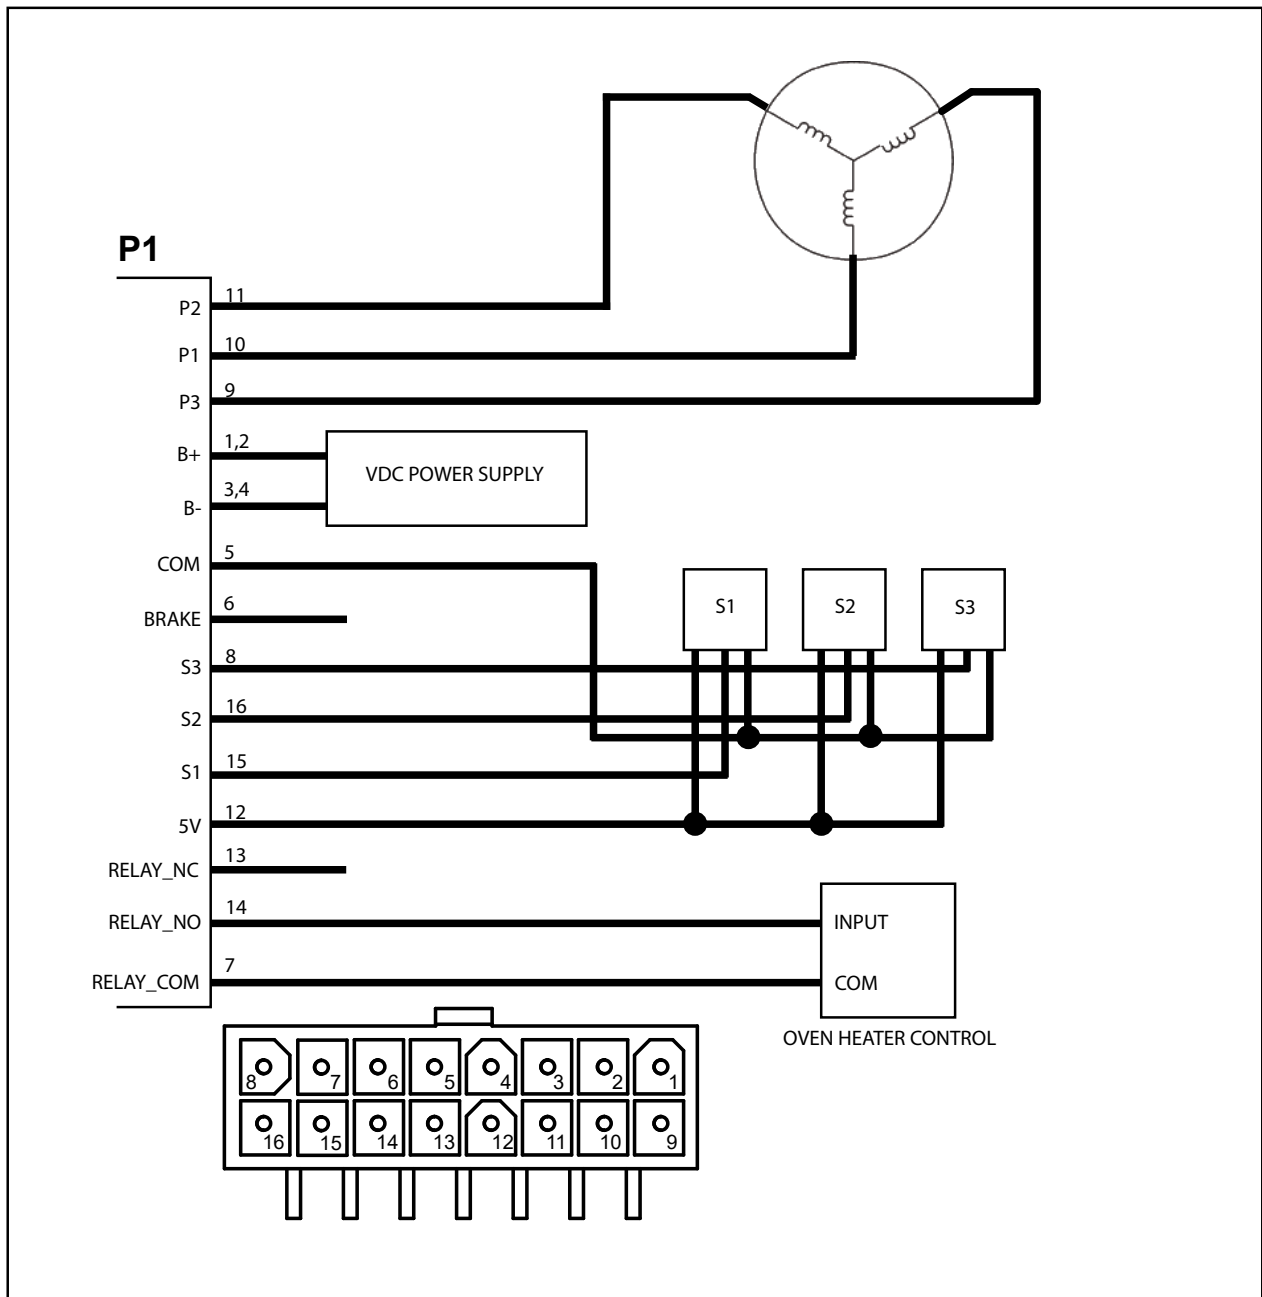 P1
P2 11
P1 10
P3 9
B+ 1,2
VDC POWER SUPPLY
B- 3,4
COM 5
BRAKE 6
S1 S2 S3
S3 8
S2 16
S1 15
5V 12
RELAY_NC 13
RELAY_NO 14 INPUT
RELAY_COM 7 COM
OVEN HEATER CONTROL
8 7 6 5 4 3 2 1
16 15 14 13 12 11 10 9